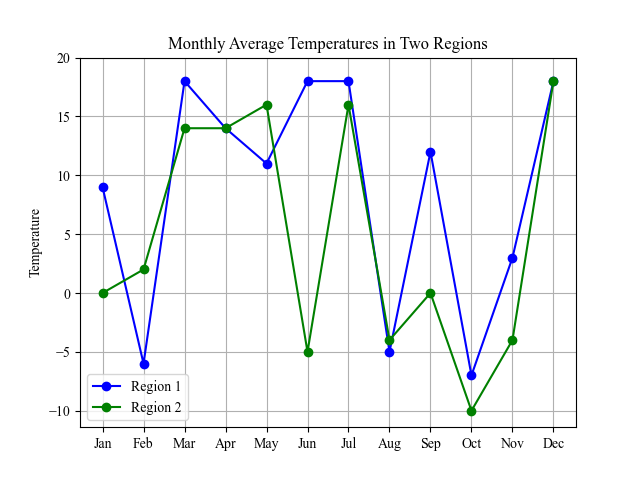 Monthly Average Temperatures in Two Regions
Temperature
20
15
10
5
0
−5
−10
Region 1
Region 2
Jan Feb Mar Apr May Jun Jul Aug Sep Oct Nov Dec